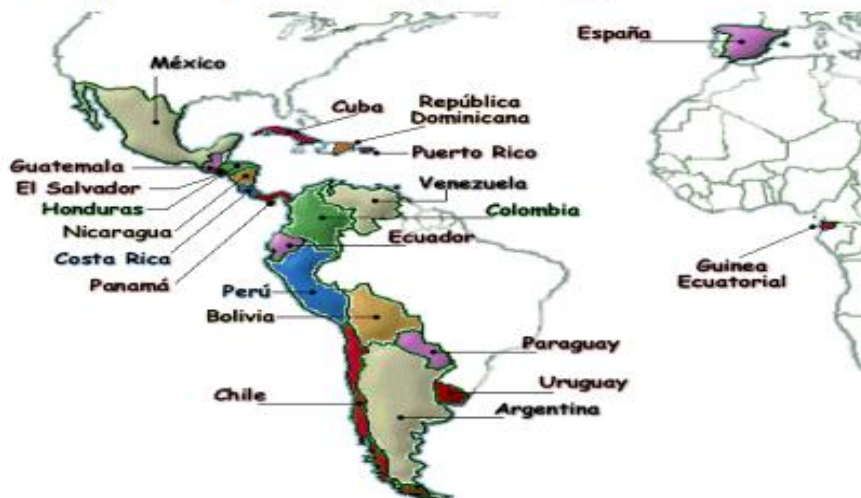 España
México
Cuba
República
Dominicana
Puerto Rico
Guatemala
El Salvador
Honduras
Nicaragua
Costa Rica
Panamá
Venezuela
Colombia
Ecuador
Perú
Bolivia
Paraguay
Uruguay
Chile
Argentina
Guinea
Ecuatorial